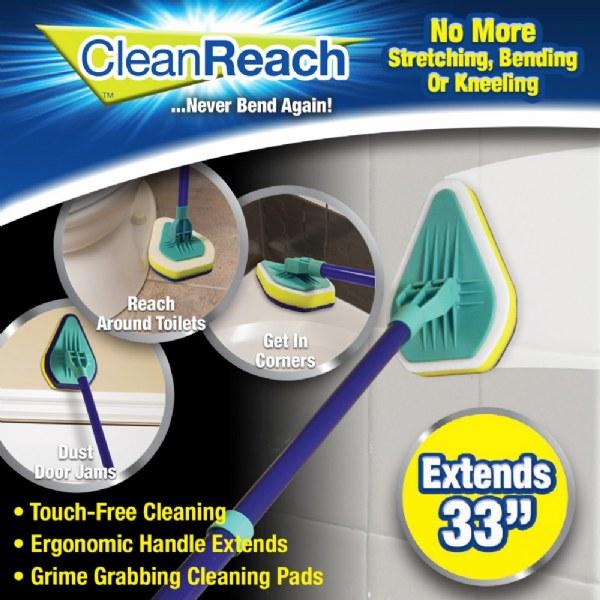 CleanReach
™
...Never Bend Again!
No More
Stretching, Bending
Or Kneeling
Reach
Around Toilets
Get In
Corners
Dust
Door Jams
Extends
33”
• Touch-Free Cleaning
• Ergonomic Handle Extends
• Grime Grabbing Cleaning Pads